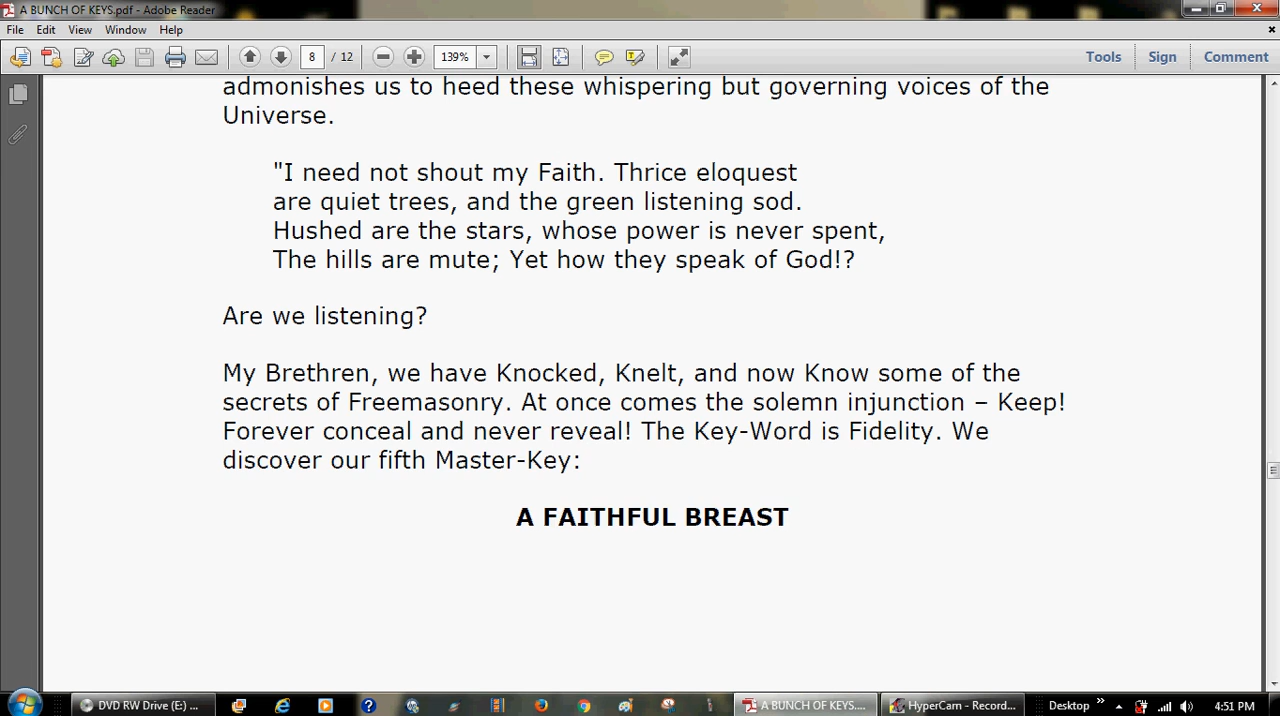 A BUNCH OF KEYS.pdf - Adobe Reader
File Edit View Window Help
8 / 12 139% Tools Sign Comment
admonishes us to heed these whispering but governing voices of the
Universe.
"I need not shout my Faith. Thrice eloquest
are quiet trees, and the green listening sod.
Hushed are the stars, whose power is never spent,
The hills are mute; Yet how they speak of God!?
Are we listening?
My Brethren, we have Knocked, Knelt, and now Know some of the
secrets of Freemasonry. At once comes the solemn injunction – Keep!
Forever conceal and never reveal! The Key-Word is Fidelity. We
discover our fifth Master-Key:
A FAITHFUL BREAST
DVD RW Drive (E:) ... A BUNCH OF KEYS.... HyperCam - Record... Desktop 4:51 PM